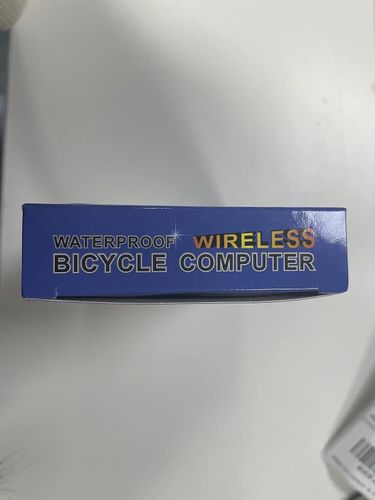 WATERPROOF WIRELESS
BICYCLE COMPUTER